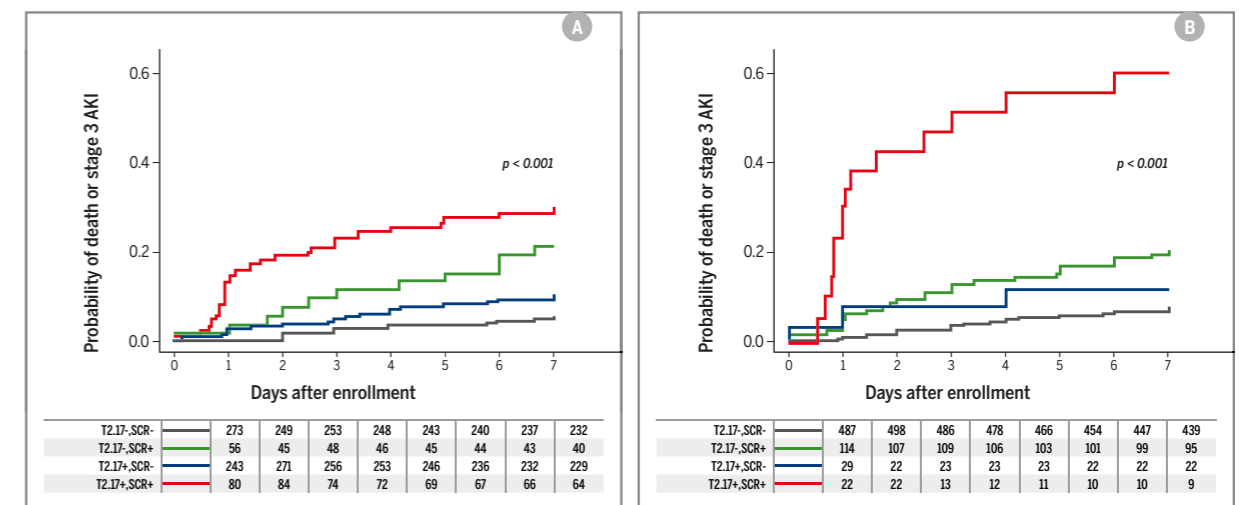 A
Probability of death or stage 3 AKI
0.6
0.4
0.2
0.0
p < 0.001
0 1 2 3 4 5 6 7
Days after enrollment
T2.17-,SCR- 273 249 253 248 243 240 237 232
T2.17-,SCR+ 56 45 48 46 45 44 43 40
T2.17+,SCR- 243 271 256 253 246 236 232 229
T2.17+,SCR+ 80 84 74 72 69 67 66 64
B
Probability of death or stage 3 AKI
0.6
0.4
0.2
0.0
p < 0.001
0 1 2 3 4 5 6 7
Days after enrollment
T2.17-,SCR- 487 498 486 478 466 454 447 439
T2.17-,SCR+ 114 107 109 106 103 101 99 95
T2.17+,SCR- 29 22 23 23 23 22 22 22
T2.17+,SCR+ 22 22 13 12 11 10 10 9